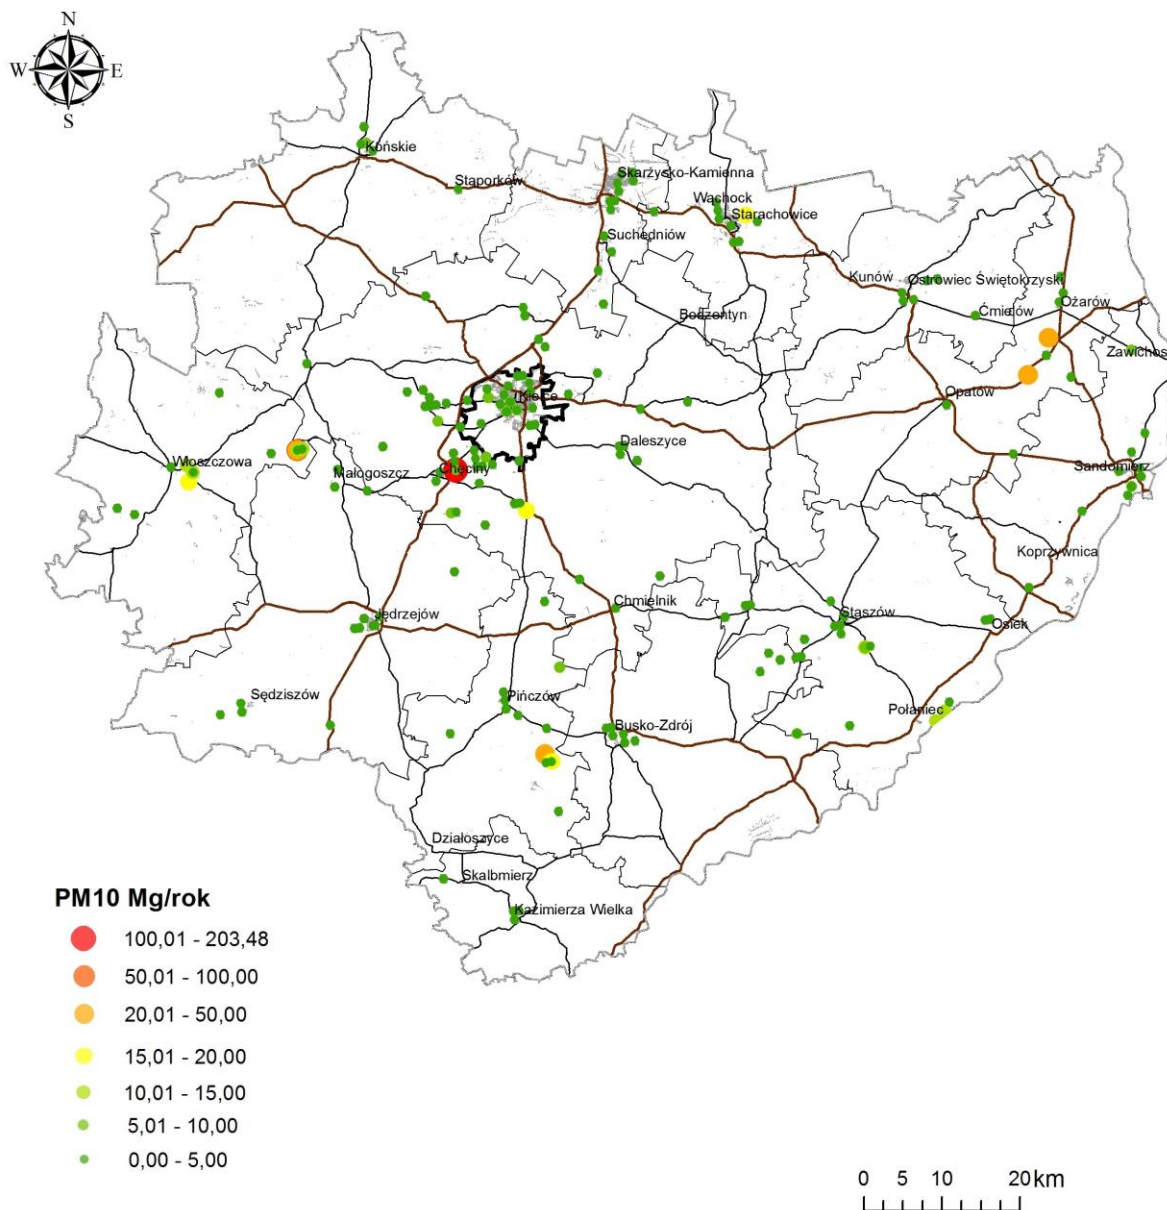 N
W E
S
Końskie
Stąporków
Skarżysko-Kamienna
Wąchock
Starachowice
Suchedniów
Kunów
Ostrowiec Świętokrzyski
Bodzentyn
Ćmielów
Ożarów
Zawichos
Kielce
Opatów
Daleszyce
Włoszczowa
Małogoszcz
Chęciny
Sandomierz
Koprzywnica
Chmielnik
Jędrzejów
Staszów
Osiek
Sędziszów
Pińczów
Połaniec
Busko-Zdrój
Działoszyce
Skalbmierz
Kazimierza Wielka
PM10 Mg/rok
100,01 - 203,48
50,01 - 100,00
20,01 - 50,00
15,01 - 20,00
10,01 - 15,00
5,01 - 10,00
0,00 - 5,00
0 5 10 20 km